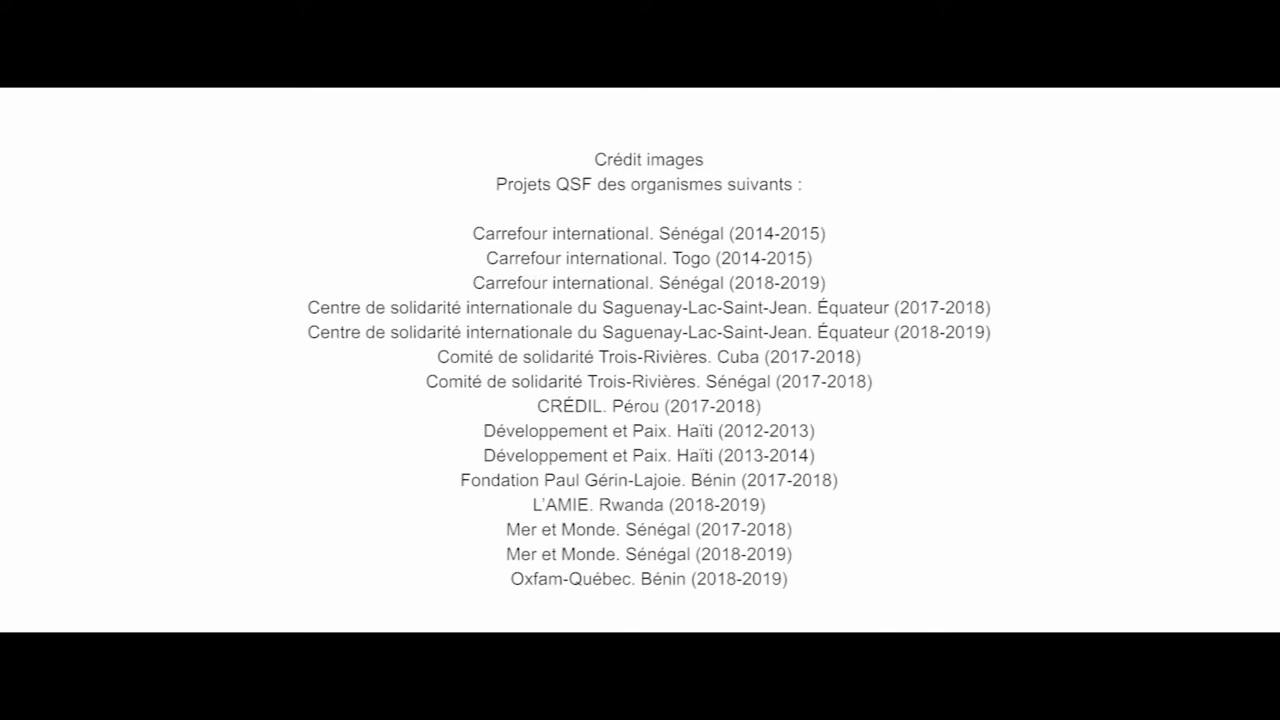 Crédit images
Projets QSF des organismes suivants :
Carrefour international. Sénégal (2014-2015)
Carrefour international. Togo (2014-2015)
Carrefour international. Sénégal (2018-2019)
Centre de solidarité internationale du Saguenay-Lac-Saint-Jean. Équateur (2017-2018)
Centre de solidarité internationale du Saguenay-Lac-Saint-Jean. Équateur (2018-2019)
Comité de solidarité Trois-Rivières. Cuba (2017-2018)
Comité de solidarité Trois-Rivières. Sénégal (2017-2018)
CRÉDIL. Pérou (2017-2018)
Développement et Paix. Haïti (2012-2013)
Développement et Paix. Haïti (2013-2014)
Fondation Paul Gérin-Lajoie. Bénin (2017-2018)
L’AMIE. Rwanda (2018-2019)
Mer et Monde. Sénégal (2017-2018)
Mer et Monde. Sénégal (2018-2019)
Oxfam-Québec. Bénin (2018-2019)